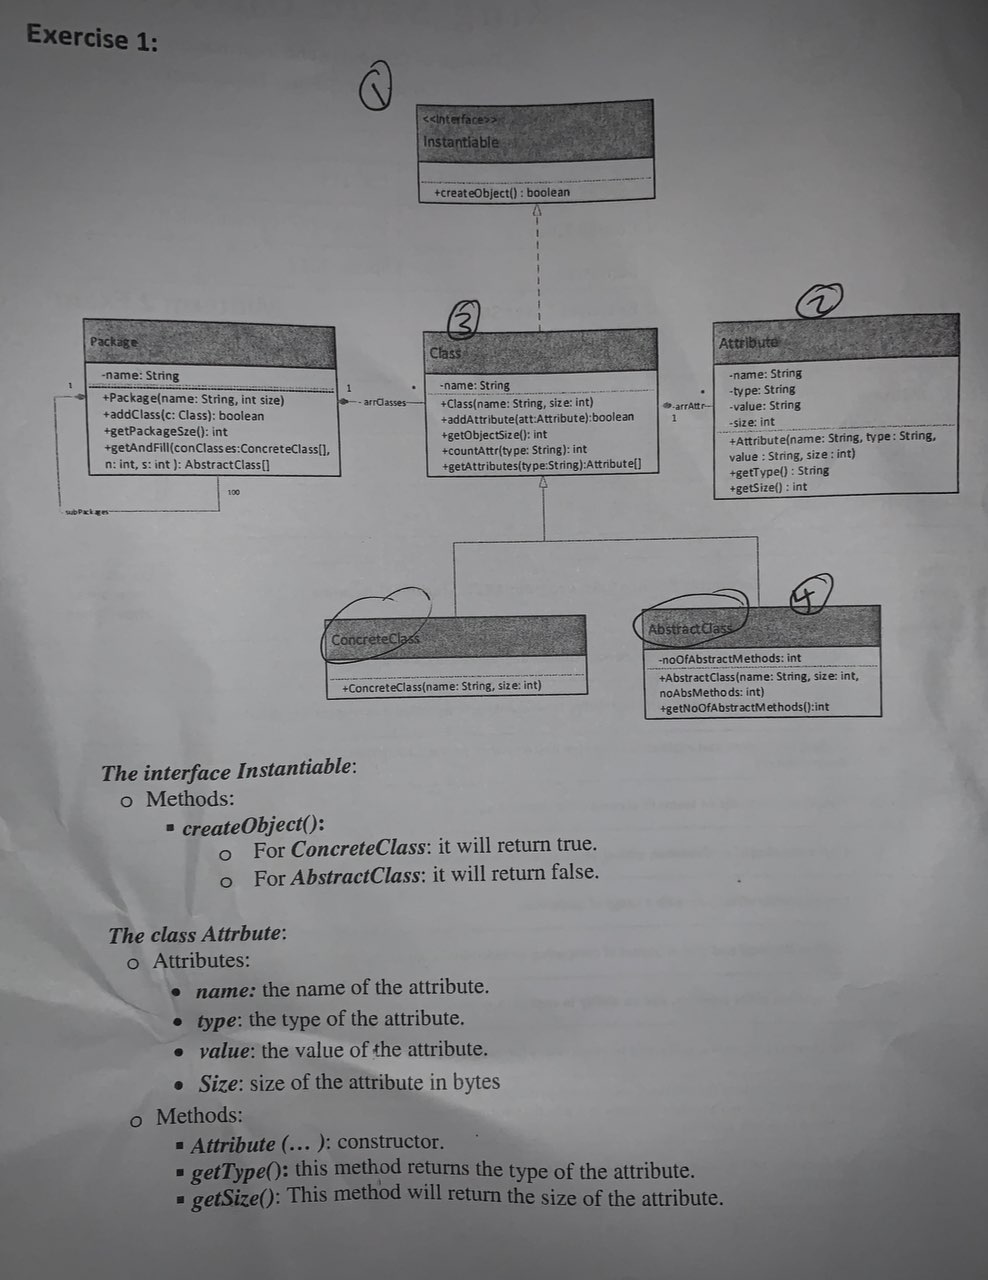 Exercise 1:
1
<<Interface>>
Instantiable
+createObject() : boolean
3
2
Package
-name: String
+Package(name: String, int size)
+addClass(c: Class): boolean
+getPackageSze(): int
+getAndFill(conClasses:ConcreteClass[],
n: int, s: int ): AbstractClass[]
1
100
subPackages
1
- arrClasses
*
Class
-name: String
+Class(name: String, size: int)
+addAttribute(att:Attribute):boolean
+getObjectSize(): int
+countAttr(type: String): int
+getAttributes(type:String):Attribute[]
*
-arrAttr
1
Attribute
-name: String
-type: String
-value: String
-size: int
+Attribute(name: String, type: String,
value : String, size : int)
+getType() : String
+getSize() : int
ConcreteClass
+ConcreteClass(name: String, size: int)
4
AbstractClass
-noOfAbstractMethods: int
+AbstractClass(name: String, size: int,
noAbsMethods: int)
+getNoOfAbstractMethods():int
The interface Instantiable:
o Methods:
▪ createObject():
o For ConcreteClass: it will return true.
o For AbstractClass: it will return false.
The class Attrbute:
o Attributes:
• name: the name of the attribute.
• type: the type of the attribute.
• value: the value of the attribute.
• Size: size of the attribute in bytes
o Methods:
▪ Attribute (... ): constructor.
▪ getType(): this method returns the type of the attribute.
▪ getSize(): This method will return the size of the attribute.